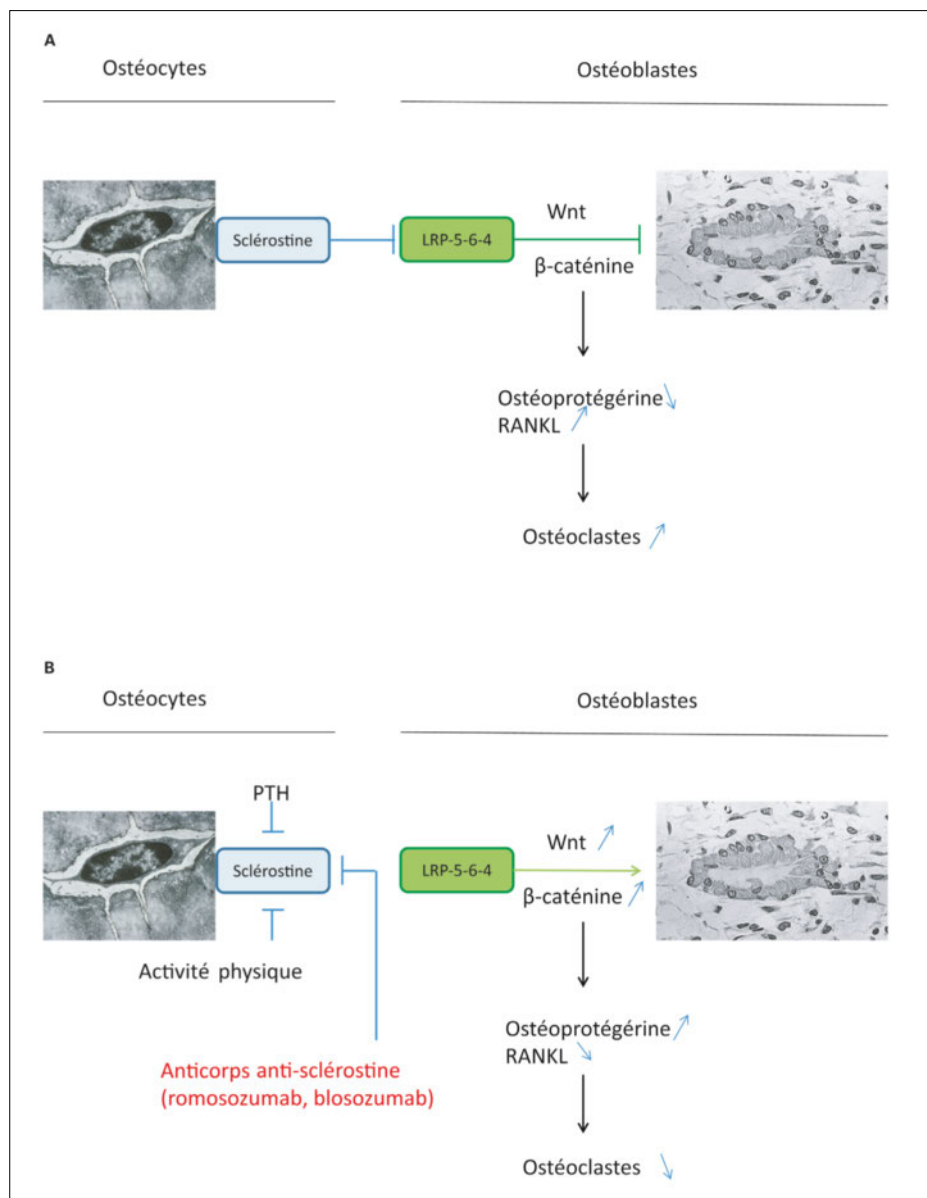 A
Ostéocytes
Ostéoblastes
Sclérostine
LRP-5-6-4
Wnt
β-caténine
Ostéoprotégérine
RANKL
Ostéoclastes
B
Ostéocytes
Ostéoblastes
PTH
Sclérostine
LRP-5-6-4
Wnt
β-caténine
Activité physique
Anticorps anti-sclérostine
(romosozumab, blosozumab)
Ostéoprotégérine
RANKL
Ostéoclastes